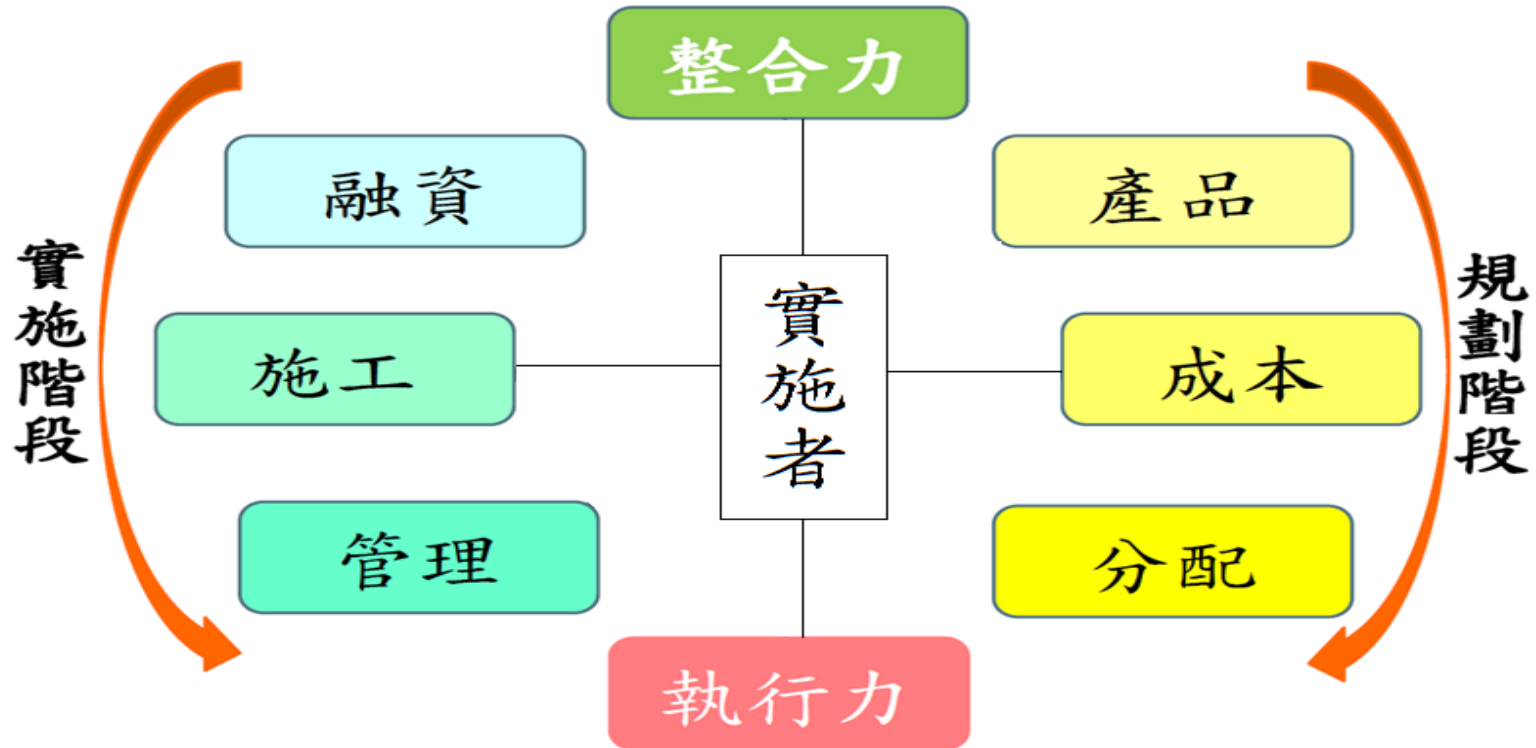 整合力
融資
產品
實施階段
規劃階段
實施者
施工
成本
管理
分配
執行力